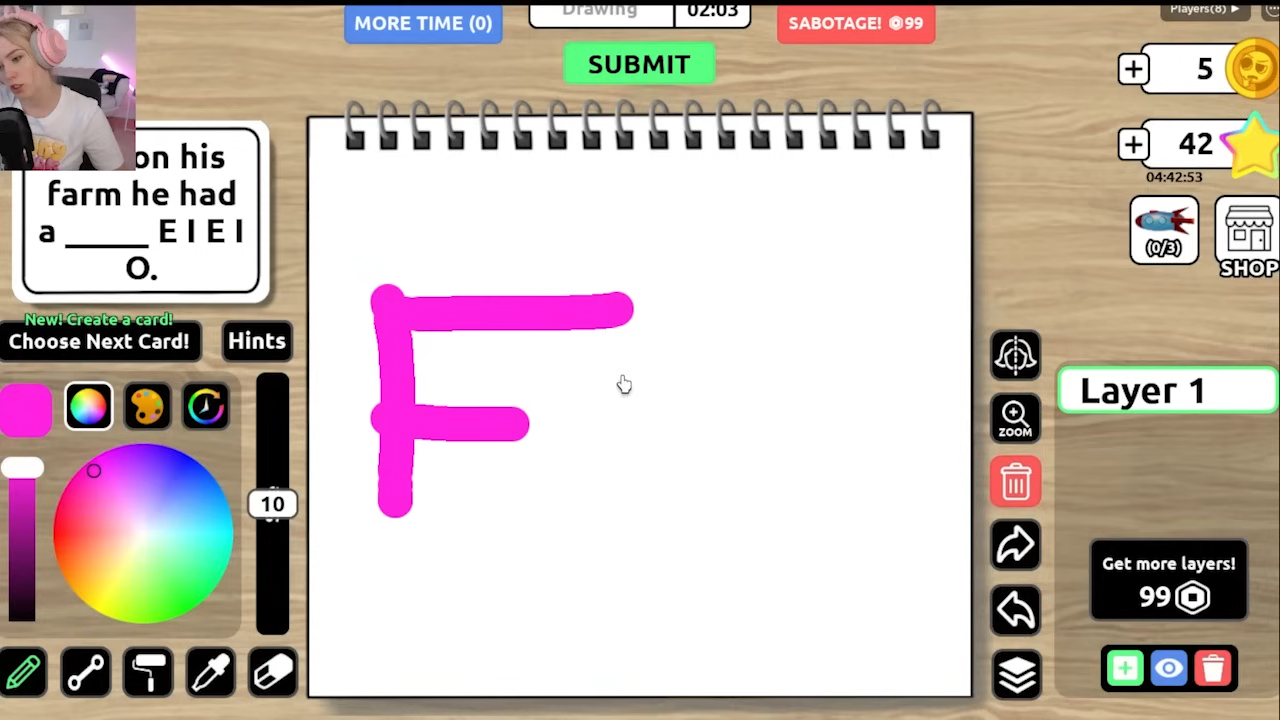 Players(8) ►
Drawing
02:03
MORE TIME (0)
SABOTAGE! 99
SUBMIT
5
42
04:42:53
on his
farm he had
a _____ E I E I
O.
(0/3)
SHOP
New! Create a card!
Choose Next Card!
Hints
F
ZOOM
Layer 1
10
Get more layers!
99